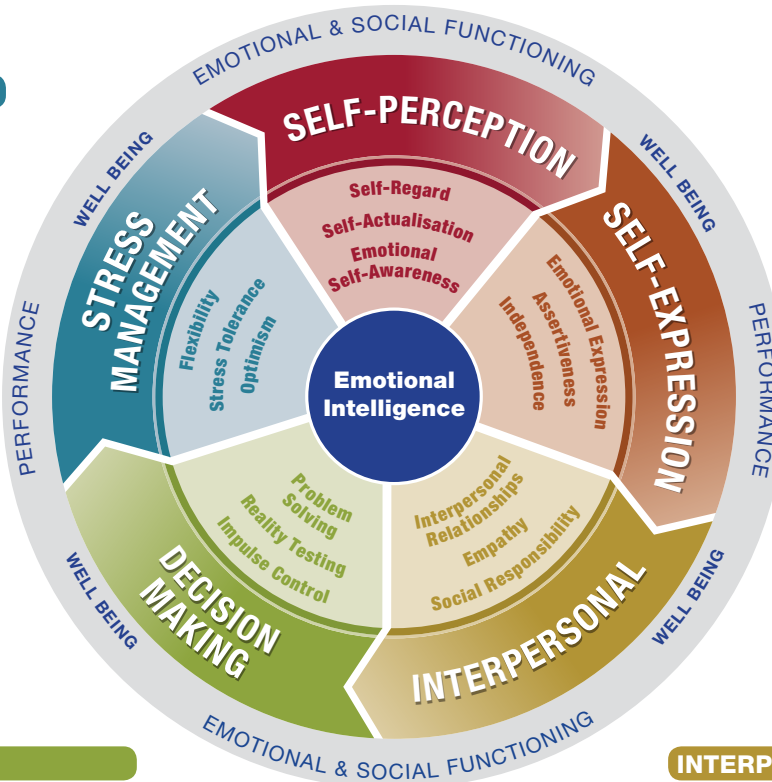 EMOTIONAL & SOCIAL FUNCTIONING
WELL BEING
WELL BEING
PERFORMANCE
PERFORMANCE
SELF-PERCEPTION
Self-Regard
Self-Actualisation
Emotional
Self-Awareness
SELF-EXPRESSION
Emotional Expression
Assertiveness
Independence
STRESS
MANAGEMENT
Flexibility
Stress Tolerance
Optimism
Emotional
Intelligence
Problem
Solving
Reality Testing
Impulse Control
DECISION
MAKING
Interpersonal
Relationships
Empathy
Social Responsibility
INTERPERSONAL
WELL BEING
WELL BEING
EMOTIONAL & SOCIAL FUNCTIONING
INTERP